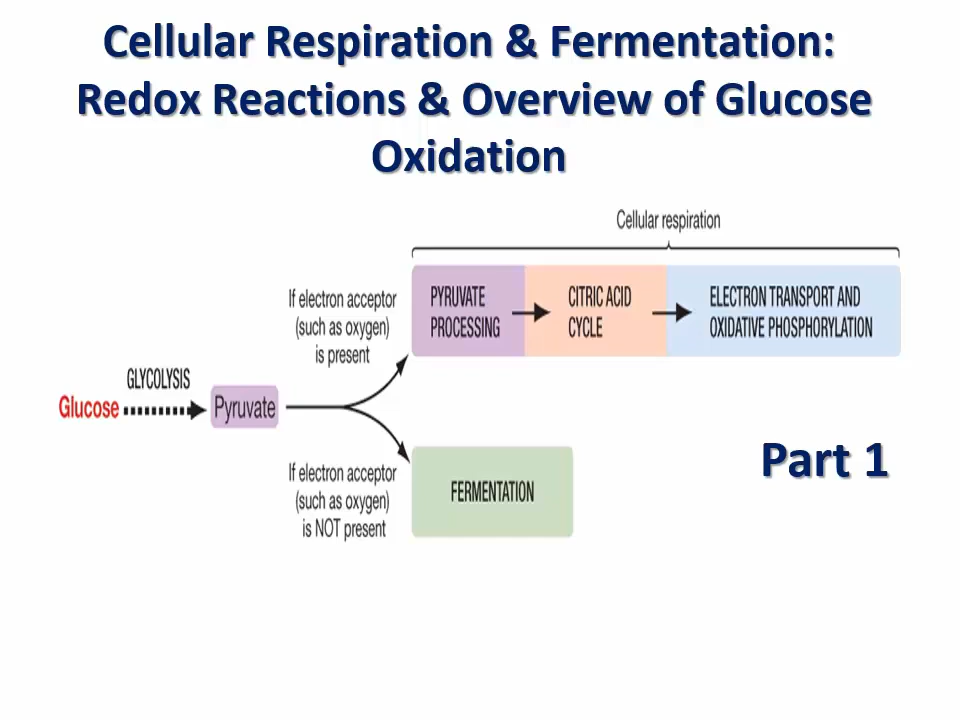 Cellular Respiration & Fermentation:
Redox Reactions & Overview of Glucose
Oxidation
Cellular respiration
If electron acceptor
(such as oxygen)
is present
PYRUVATE
PROCESSING
CITRIC ACID
CYCLE
ELECTRON TRANSPORT AND
OXIDATIVE PHOSPHORYLATION
GLYCOLYSIS
Glucose
Pyruvate
Part 1
If electron acceptor
(such as oxygen)
is NOT present
FERMENTATION